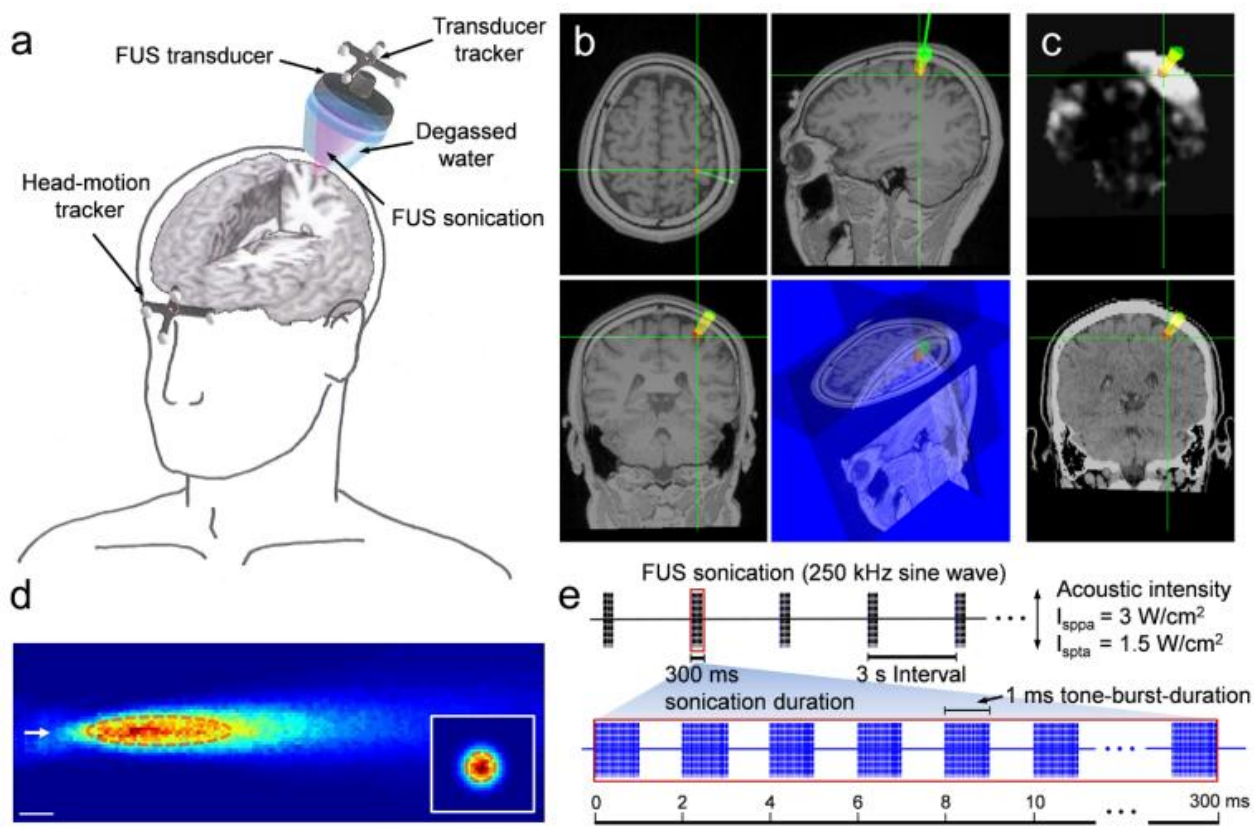 a
FUS transducer
Transducer
tracker
Degassed
water
FUS sonication
Head-motion
tracker
b
c
d
e
FUS sonication (250 kHz sine wave)
Acoustic intensity
Isppa = 3 W/cm²
Ispta = 1.5 W/cm²
300 ms
sonication duration
3 s Interval
1 ms tone-burst-duration
0 2 4 6 8 10 300 ms